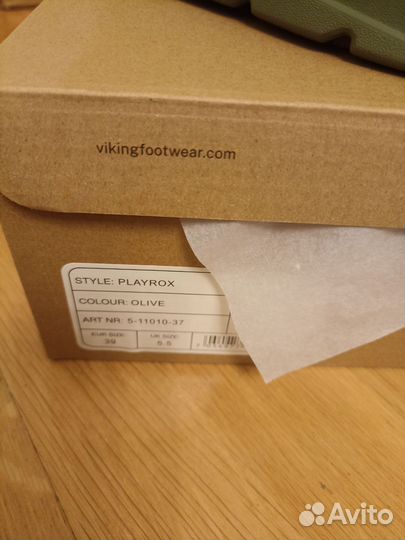 vikingfootwear.com
STYLE: PLAYROX
COLOUR: OLIVE
ART NR: 5-11010-37
EUR SIZE: UK SIZE:
39 5.5
Avito